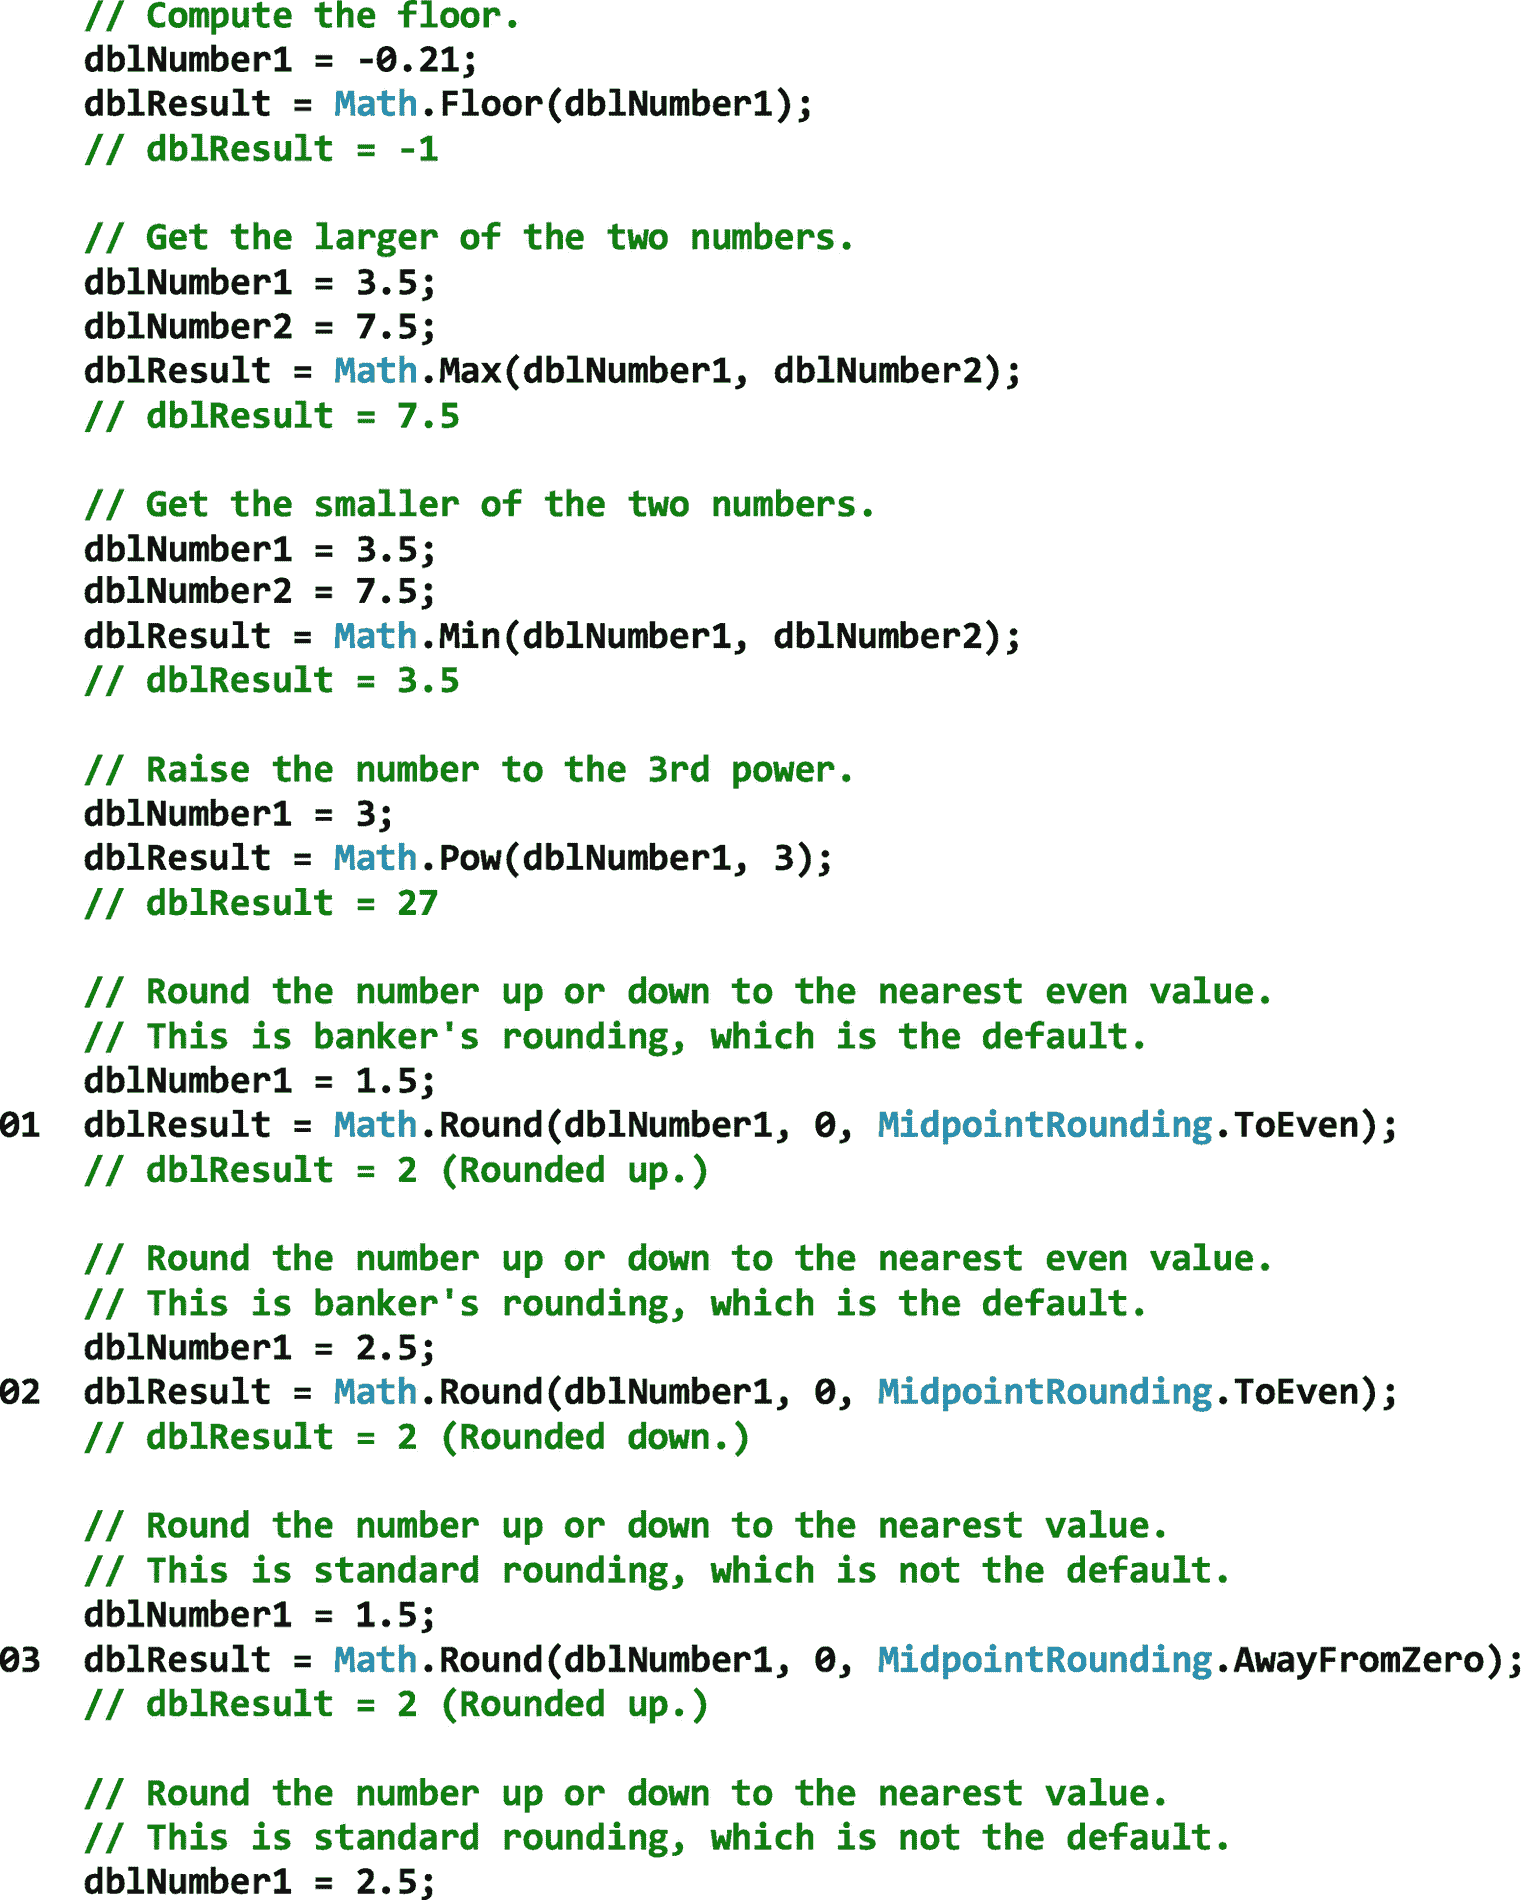 // Compute the floor.
dblNumber1 = -0.21;
dblResult = Math.Floor(dblNumber1);
// dblResult = -1
// Get the larger of the two numbers.
dblNumber1 = 3.5;
dblNumber2 = 7.5;
dblResult = Math.Max(dblNumber1, dblNumber2);
// dblResult = 7.5
// Get the smaller of the two numbers.
dblNumber1 = 3.5;
dblNumber2 = 7.5;
dblResult = Math.Min(dblNumber1, dblNumber2);
// dblResult = 3.5
// Raise the number to the 3rd power.
dblNumber1 = 3;
dblResult = Math.Pow(dblNumber1, 3);
// dblResult = 27
// Round the number up or down to the nearest even value.
// This is banker's rounding, which is the default.
dblNumber1 = 1.5;
01 dblResult = Math.Round(dblNumber1, 0, MidpointRounding.ToEven);
// dblResult = 2 (Rounded up.)
// Round the number up or down to the nearest even value.
// This is banker's rounding, which is the default.
dblNumber1 = 2.5;
02 dblResult = Math.Round(dblNumber1, 0, MidpointRounding.ToEven);
// dblResult = 2 (Rounded down.)
// Round the number up or down to the nearest value.
// This is standard rounding, which is not the default.
dblNumber1 = 1.5;
03 dblResult = Math.Round(dblNumber1, 0, MidpointRounding.AwayFromZero);
// dblResult = 2 (Rounded up.)
// Round the number up or down to the nearest value.
// This is standard rounding, which is not the default.
dblNumber1 = 2.5;